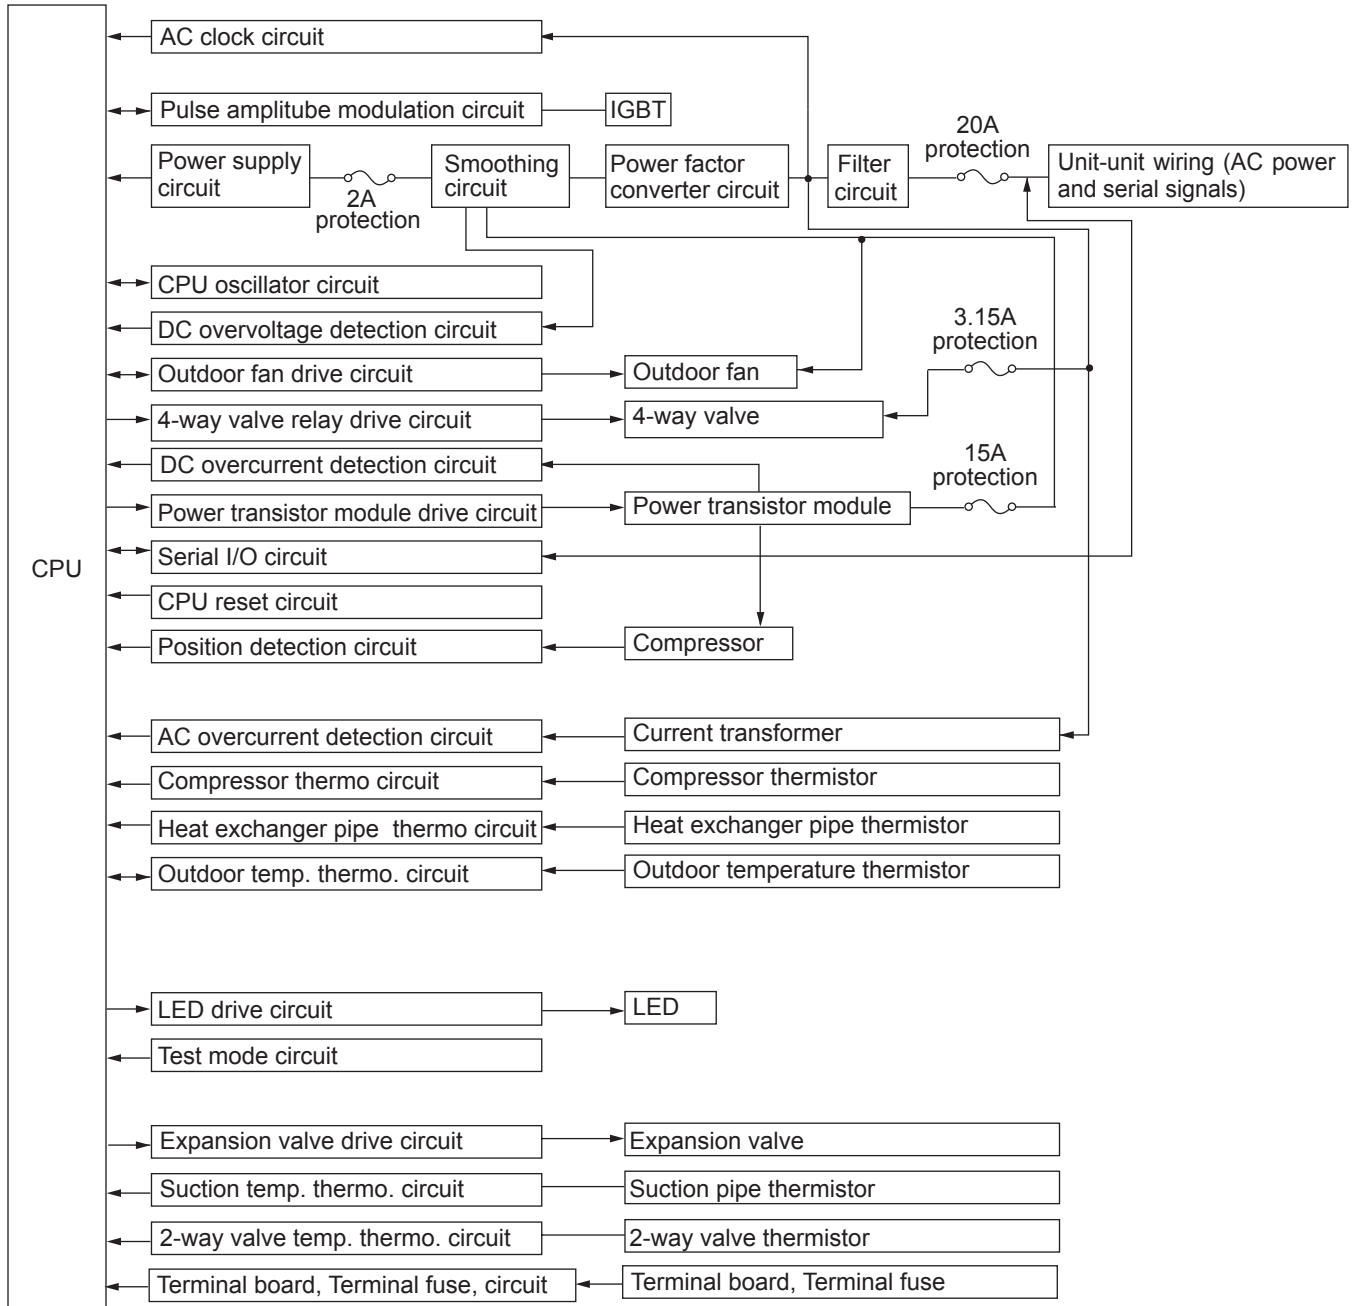 AC clock circuit
Pulse amplitube modulation circuit
IGBT
20A
protection
Power supply
circuit
2A
protection
Smoothing
circuit
Power factor
converter circuit
Filter
circuit
Unit-unit wiring (AC power
and serial signals)
CPU oscillator circuit
DC overvoltage detection circuit
3.15A
protection
Outdoor fan drive circuit
Outdoor fan
4-way valve relay drive circuit
4-way valve
DC overcurrent detection circuit
15A
protection
Power transistor module drive circuit
Power transistor module
CPU
Serial I/O circuit
CPU reset circuit
Position detection circuit
Compressor
AC overcurrent detection circuit
Current transformer
Compressor thermo circuit
Compressor thermistor
Heat exchanger pipe  thermo circuit
Heat exchanger pipe thermistor
Outdoor temp. thermo. circuit
Outdoor temperature thermistor
LED drive circuit
LED
Test mode circuit
Expansion valve drive circuit
Expansion valve
Suction temp. thermo. circuit
Suction pipe thermistor
2-way valve temp. thermo. circuit
2-way valve thermistor
Terminal board, Terminal fuse, circuit
Terminal board, Terminal fuse